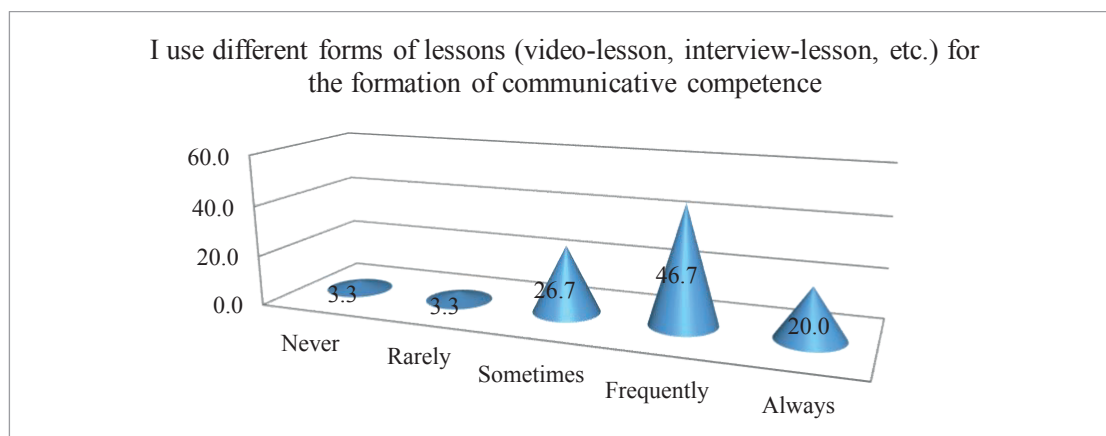 I use different forms of lessons (video-lesson, interview-lesson, etc.) for
the formation of communicative competence
60.0
40.0
20.0
0.0
3.3
3.3
26.7
46.7
20.0
Never
Rarely
Sometimes
Frequently
Always